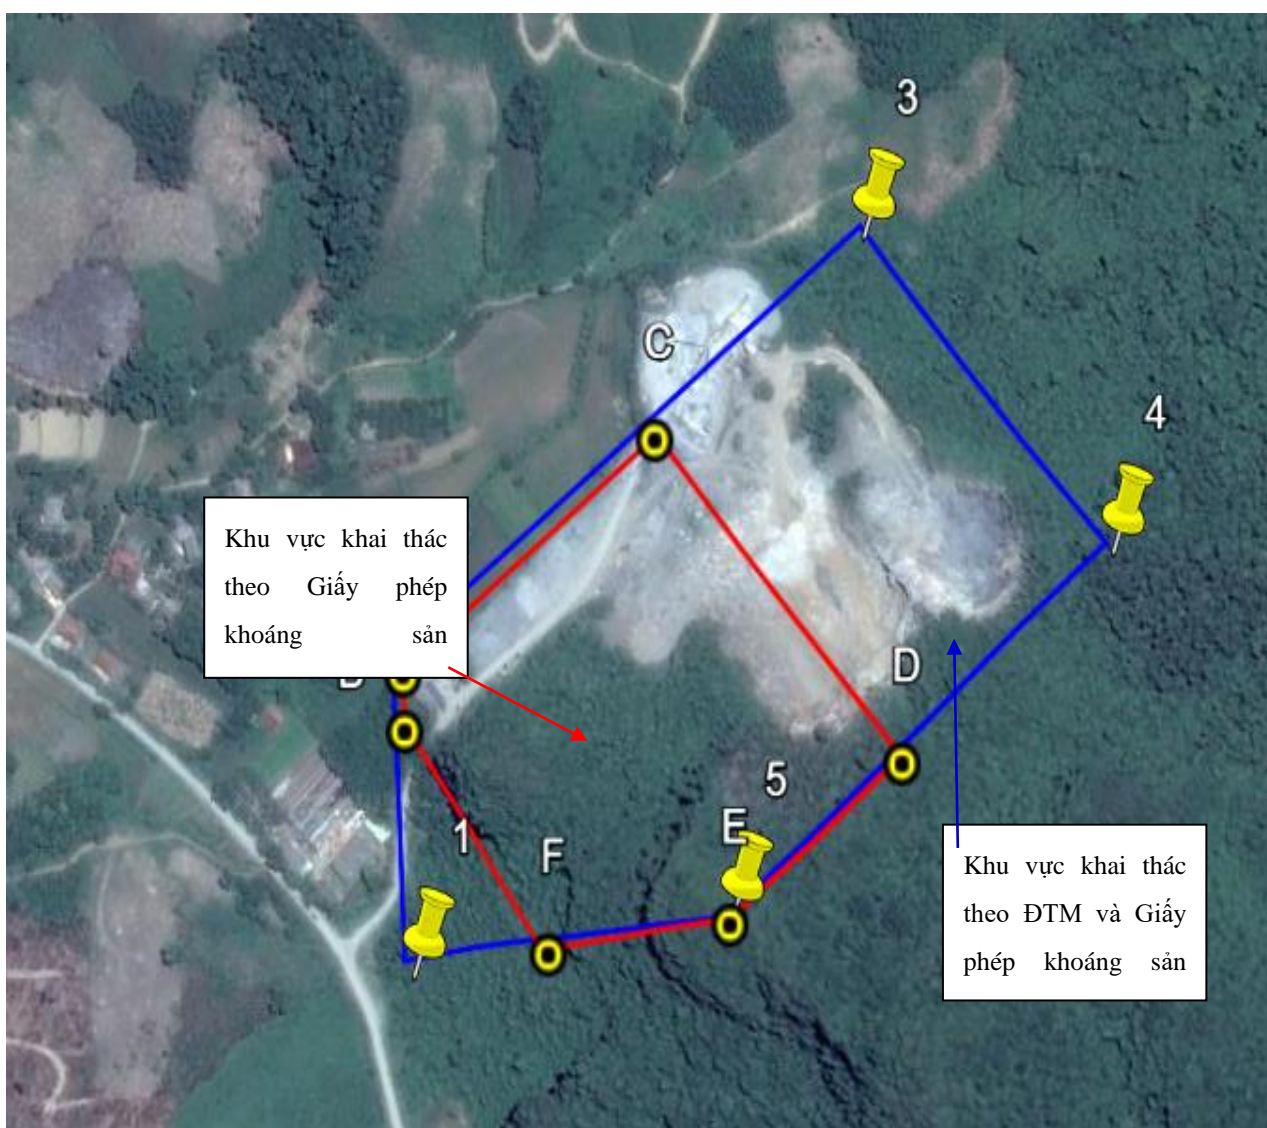 3
C
4
Khu vực khai thác
theo Giấy phép
khoáng sản
D
5
E
1
F
Khu vực khai thác
theo ĐTM và Giấy
phép khoáng sản